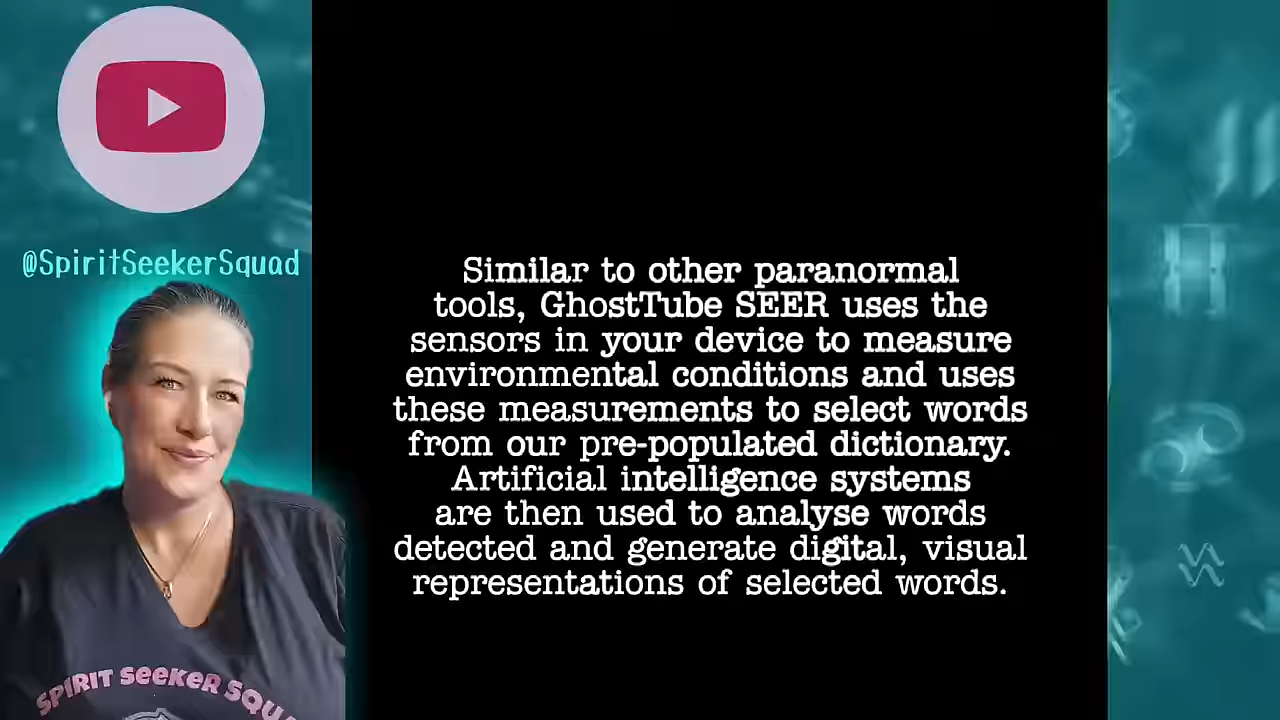 @SpiritSeekerSquad
SPIRIT SEEKER SQUA
Similar to other paranormal
tools, GhostTube SEER uses the
sensors in your device to measure
environmental conditions and uses
these measurements to select words
from our pre-populated dictionary.
Artificial intelligence systems
are then used to analyse words
detected and generate digital, visual
representations of selected words.